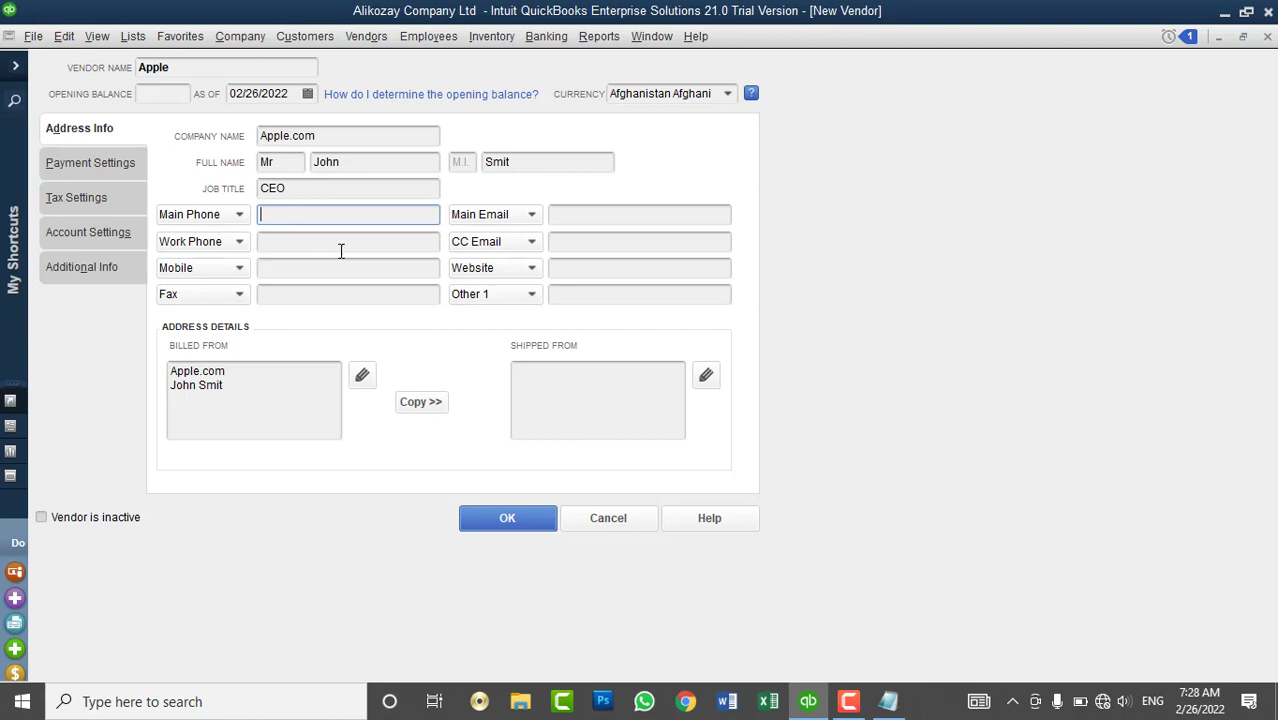 Alikozay Company Ltd - Intuit QuickBooks Enterprise Solutions 21.0 Trial Version - [New Vendor]
File Edit View Lists Favorites Company Customers Vendors Employees Inventory Banking Reports Window Help
1
VENDOR NAME Apple
OPENING BALANCE AS OF 02/26/2022 How do I determine the opening balance? CURRENCY Afghanistan Afghani ?
Address Info
Payment Settings
Tax Settings
Account Settings
Additional Info
COMPANY NAME Apple.com
FULL NAME Mr John M.I. Smit
JOB TITLE CEO
Main Phone Main Email
Work Phone CC Email
Mobile Website
Fax Other 1
ADDRESS DETAILS
BILLED FROM SHIPPED FROM
Apple.com
John Smit
Copy >>
Vendor is inactive
OK Cancel Help
My Shortcuts
Do
$
Type here to search
Ps
qb
ENG
7:28 AM
2/26/2022